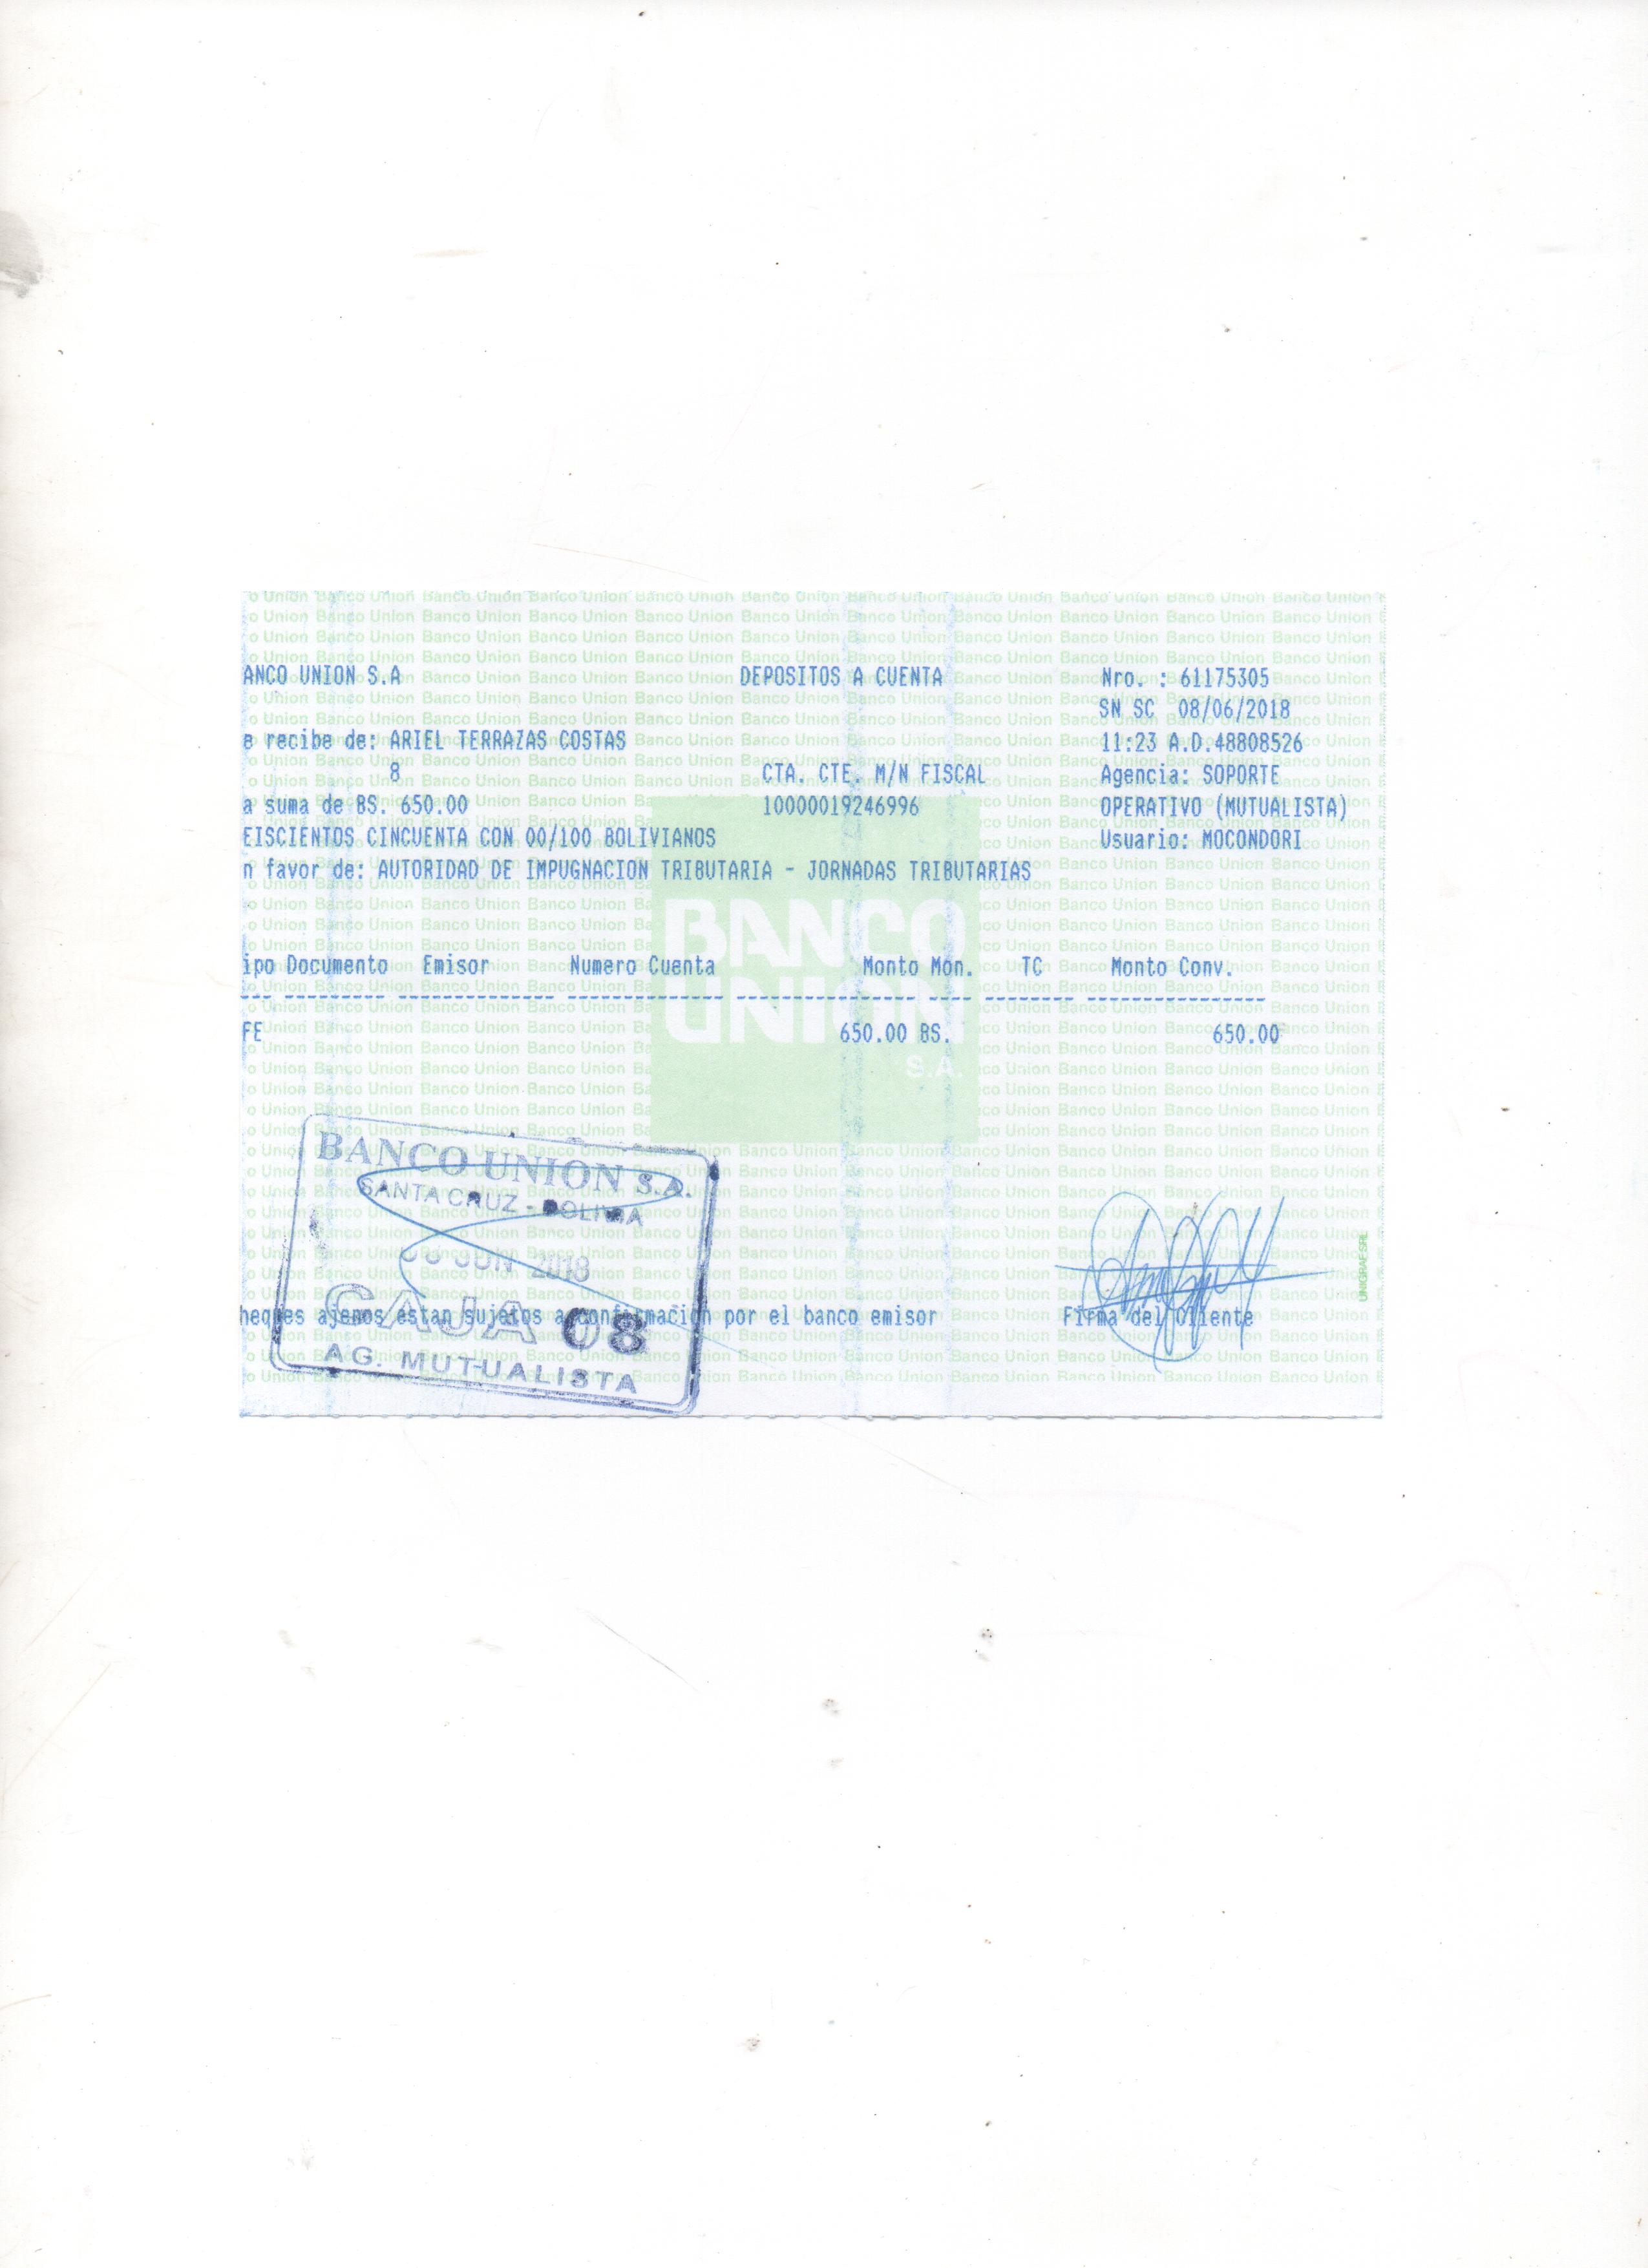 ANCO UNION S.A DEPOSITOS A CUENTA Nro. : 61175305
SN SC 08/06/2018
e recibe de: ARIEL TERRAZAS COSTAS 11:23 A.D.48808526
8 CTA. CTE. M/N FISCAL Agencia: SOPORTE
a suma de BS. 650.00 10000019246996 OPERATIVO (MUTUALISTA)
EISCIENTOS CINCUENTA CON 00/100 BOLIVIANOS Usuario: MOCONDORI
n favor de: AUTORIDAD DE IMPUGNACION TRIBUTARIA - JORNADAS TRIBUTARIAS
BANCO
UNION
S.A.
ipo Documento Emisor Numero Cuenta Monto Mon. TC Monto Conv.
FE 650.00 BS. 650.00
BANCO UNION S.A.
SANTA CRUZ - BOLIVIA
JUN 2018
CAJA 08
AG. MUTUALISTA
heques ajenos estan sujetos a confirmacion por el banco emisor Firma del Cliente
UNIGRAF SRL